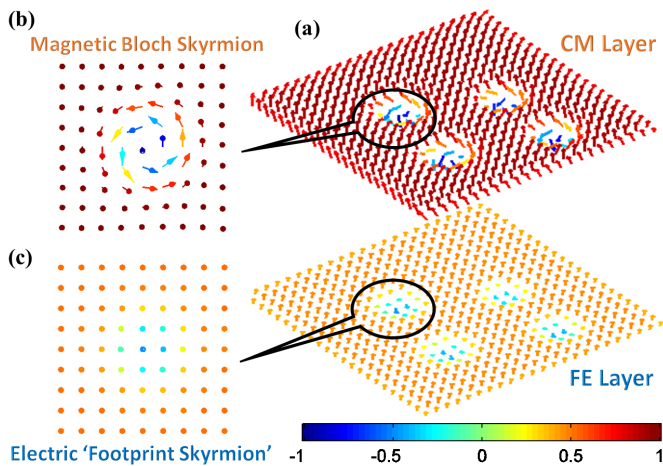 (b)
Magnetic Bloch Skyrmion
(a)
CM Layer
(c)
FE Layer
Electric ‘Footprint Skyrmion’
-1 -0.5 0 0.5 1